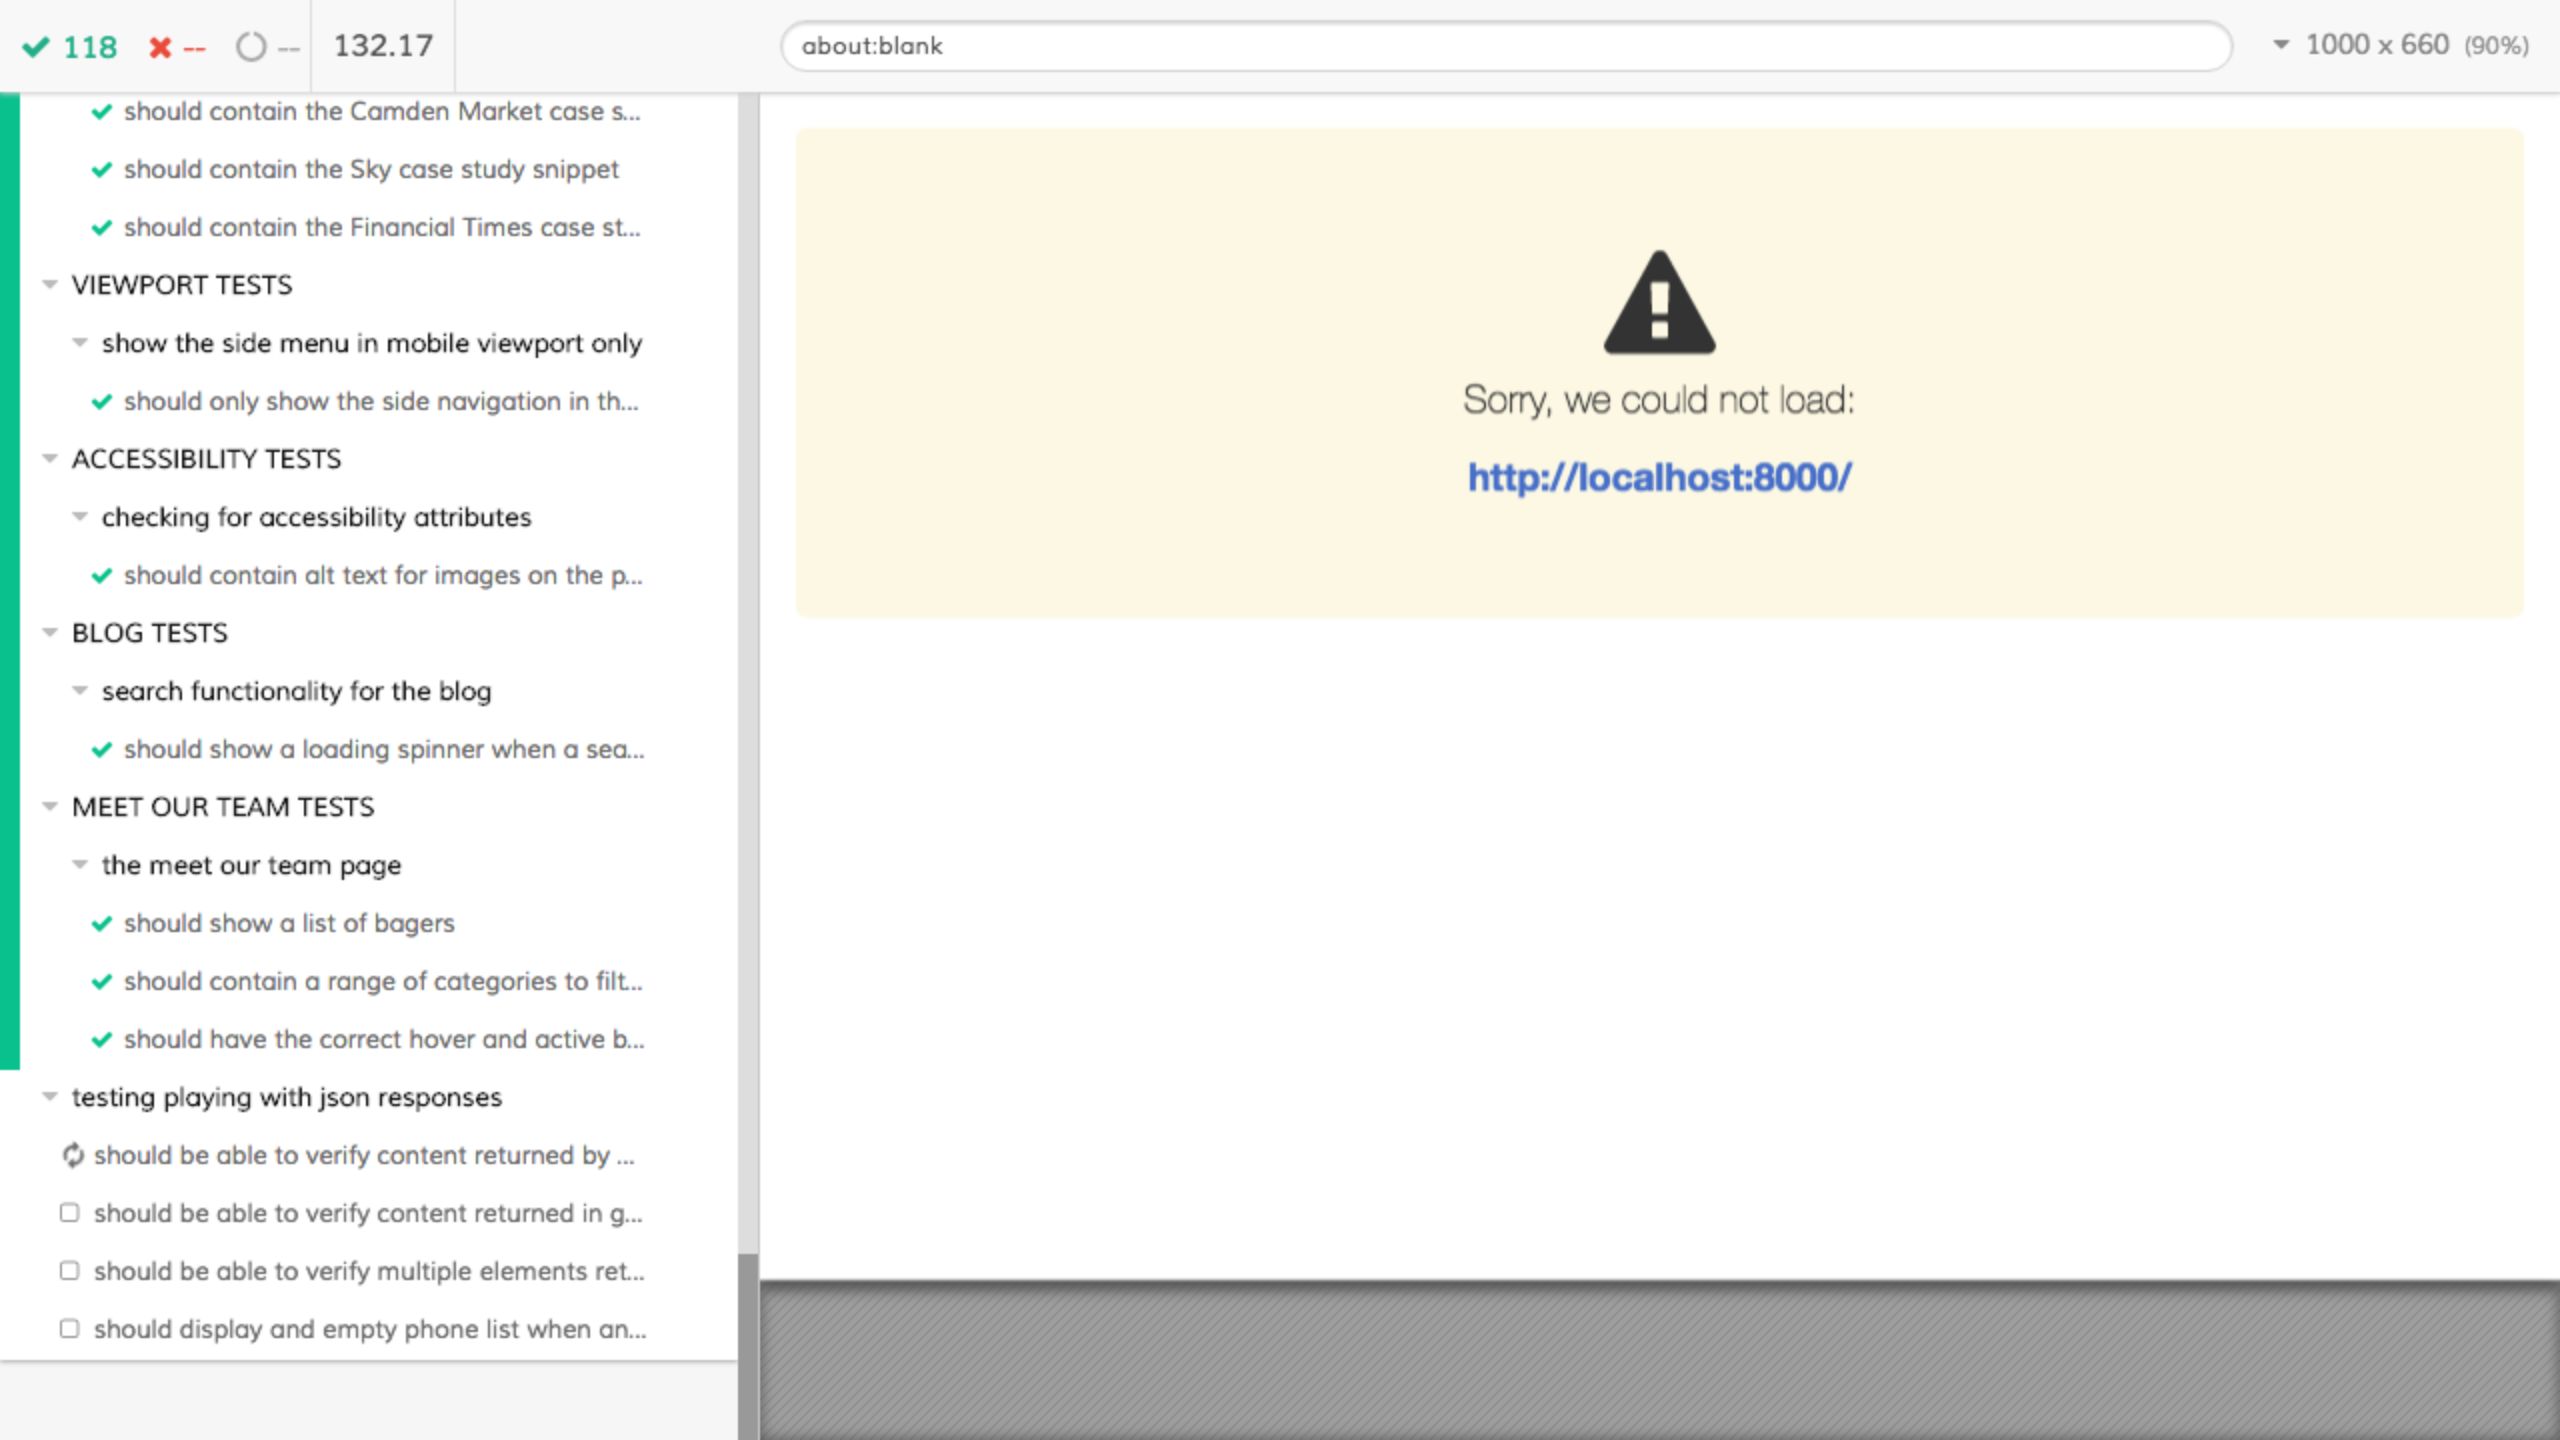 118 -- -- 132.17
about:blank
1000 x 660 (90%)
should contain the Camden Market case s...
should contain the Sky case study snippet
should contain the Financial Times case st...
VIEWPORT TESTS
show the side menu in mobile viewport only
should only show the side navigation in th...
ACCESSIBILITY TESTS
checking for accessibility attributes
should contain alt text for images on the p...
BLOG TESTS
search functionality for the blog
should show a loading spinner when a sea...
MEET OUR TEAM TESTS
the meet our team page
should show a list of bagers
should contain a range of categories to filt...
should have the correct hover and active b...
testing playing with json responses
should be able to verify content returned by ...
should be able to verify content returned in g...
should be able to verify multiple elements ret...
should display and empty phone list when an...
Sorry, we could not load:
http://localhost:8000/